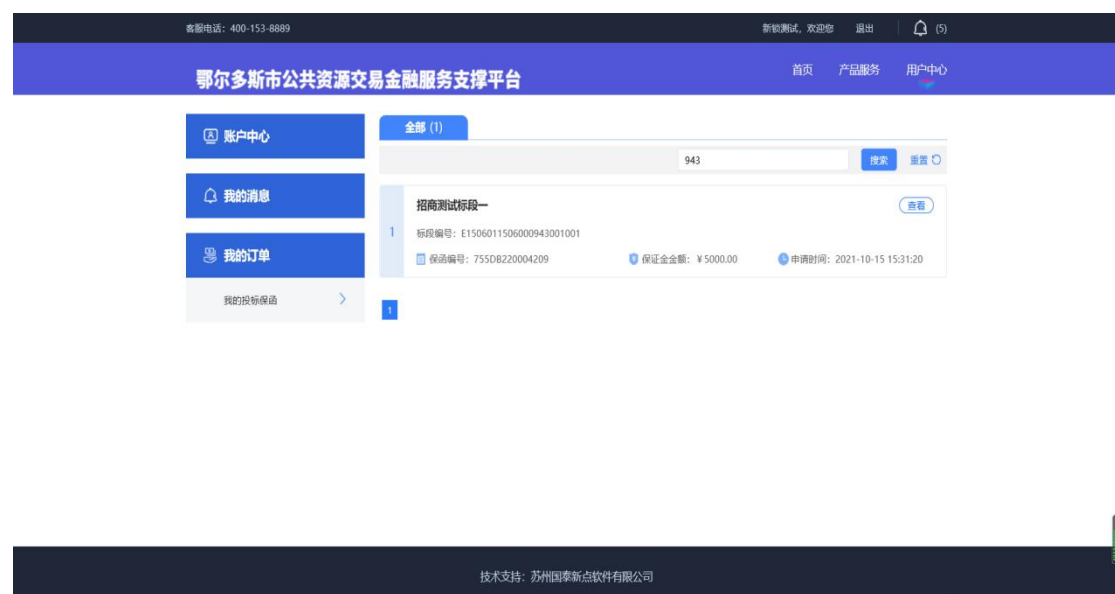 客服电话：400-153-8889
新锁测试，欢迎您 退出 (5)
鄂尔多斯市公共资源交易金融服务支撑平台
首页 产品服务 用户中心
账户中心
我的消息
我的订单
我的投标保函
全部 (1)
943 搜索 重置
1
招商测试标段一 查看
标段编号：E1506011506000943001001
保函编号：755DB220004209 保证金金额：￥5000.00 申请时间：2021-10-15 15:31:20
1
技术支持：苏州国泰新点软件有限公司